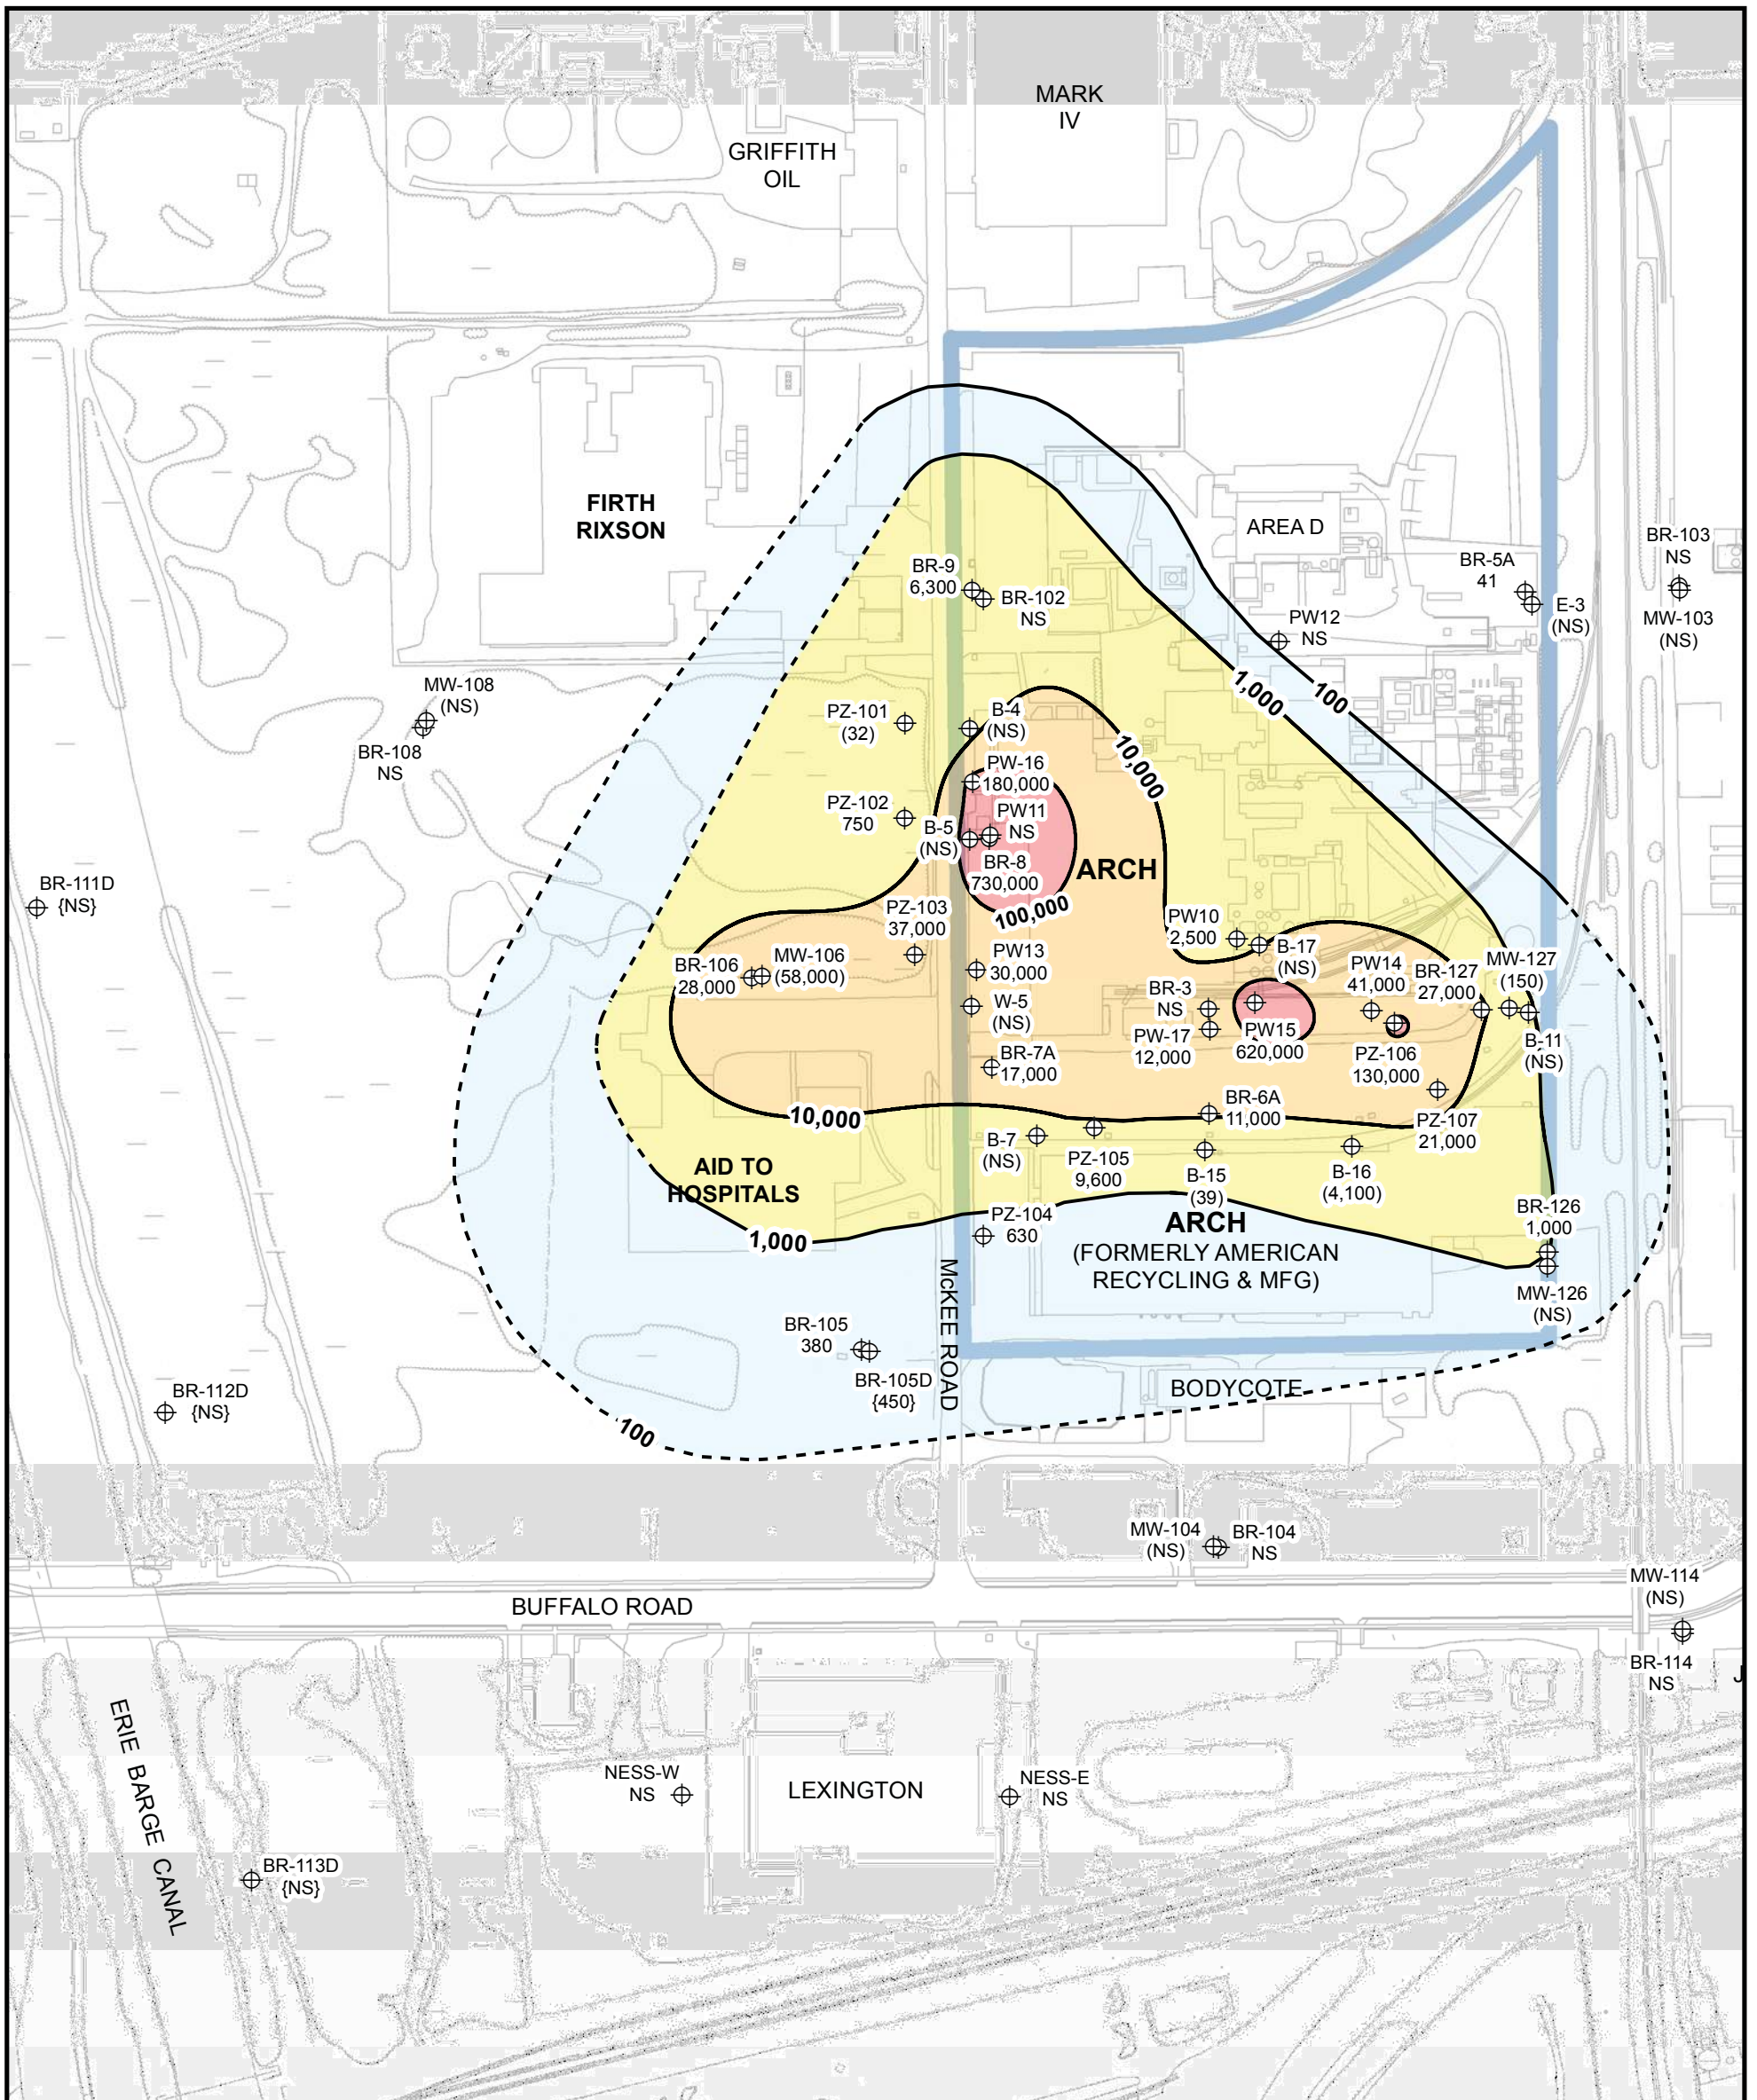 MARK
IV
GRIFFITH
OIL
FIRTH
RIXSON
AREA D
BR-103
NS
MW-103
(NS)
BR-5A
41
E-3
(NS)
BR-9
6,300
BR-102
NS
PW12
NS
1,000
100
MW-108
(NS)
BR-108
NS
PZ-101
(32)
B-4
(NS)
10,000
PW-16
180,000
PZ-102
750
PW11
NS
B-5
(NS)
BR-8
730,000
ARCH
100,000
BR-111D
{NS}
PZ-103
37,000
PW10
2,500
B-17
(NS)
BR-106
28,000
MW-106
(58,000)
PW13
30,000
PW14
41,000
BR-127
27,000
MW-127
(150)
BR-3
NS
W-5
(NS)
PW-17
12,000
PW15
620,000
B-11
(NS)
BR-7A
17,000
PZ-106
130,000
BR-6A
11,000
10,000
PZ-107
21,000
B-7
(NS)
PZ-105
9,600
B-15
(39)
B-16
(4,100)
AID TO
HOSPITALS
BR-126
1,000
PZ-104
630
ARCH
(FORMERLY AMERICAN
RECYCLING & MFG)
1,000
MW-126
(NS)
McKEE ROAD
BR-105
380
BR-105D
{450}
BODYCOTE
BR-112D
{NS}
100
MW-104
(NS)
BR-104
NS
MW-114
(NS)
BUFFALO ROAD
BR-114
NS
J
ERIE BARGE CANAL
NESS-W
NS
LEXINGTON
NESS-E
NS
BR-113D
{NS}